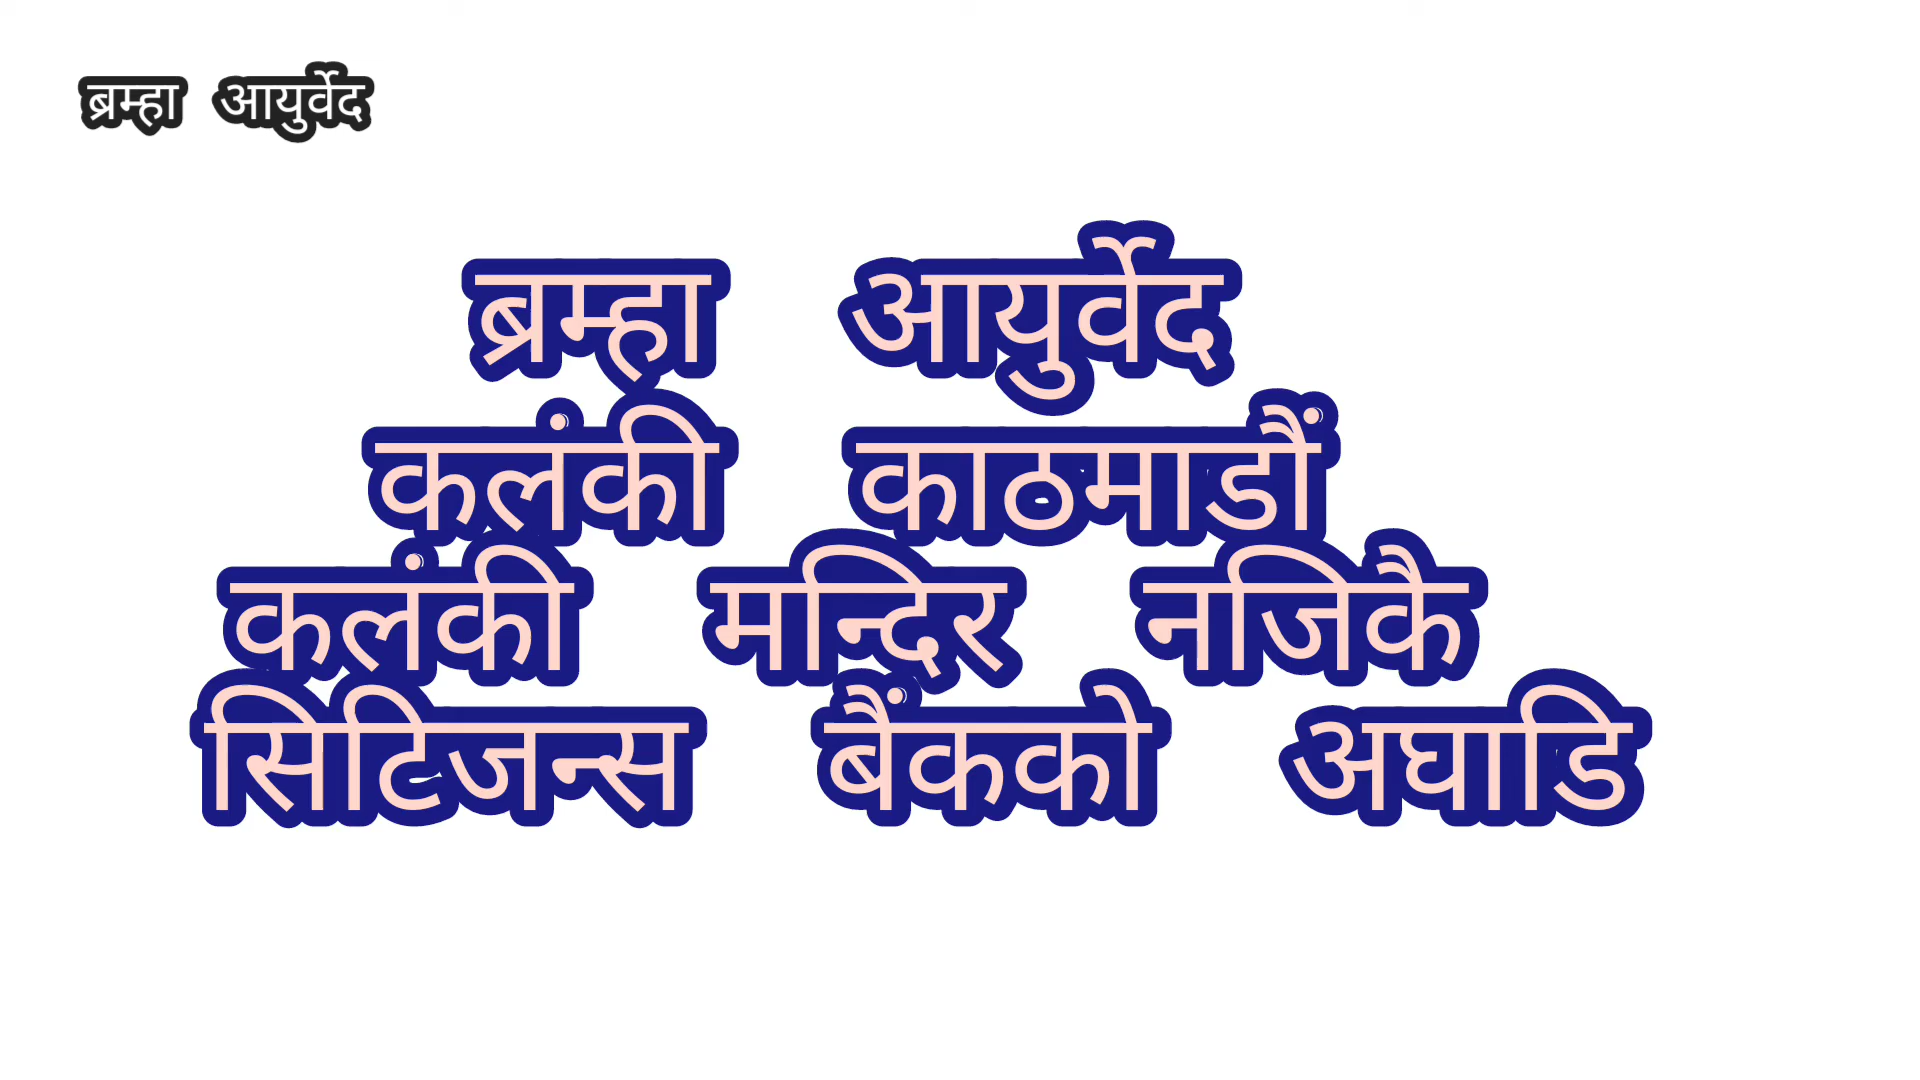 ब्रम्हा आयुर्वेद
ब्रम्हा आयुर्वेद
कलंकी काठमाडौं
कलंकी मन्दिर नजिकै
सिटिजन्स बैंकको अघाडि